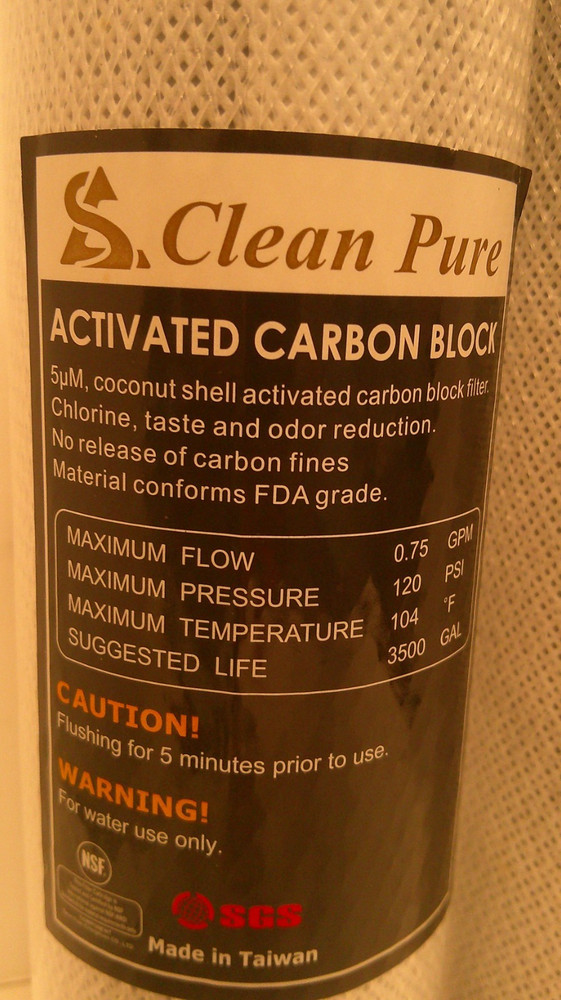 S. Clean Pure
ACTIVATED CARBON BLOCK
5µM, coconut shell activated carbon block filter.
Chlorine, taste and odor reduction.
No release of carbon fines
Material conforms FDA grade.
MAXIMUM FLOW 0.75 GPM
MAXIMUM PRESSURE 120 PSI
MAXIMUM TEMPERATURE 104 °F
SUGGESTED LIFE 3500 GAL
CAUTION!
Flushing for 5 minutes prior to use.
WARNING!
For water use only.
NSF
SGS
Made in Taiwan